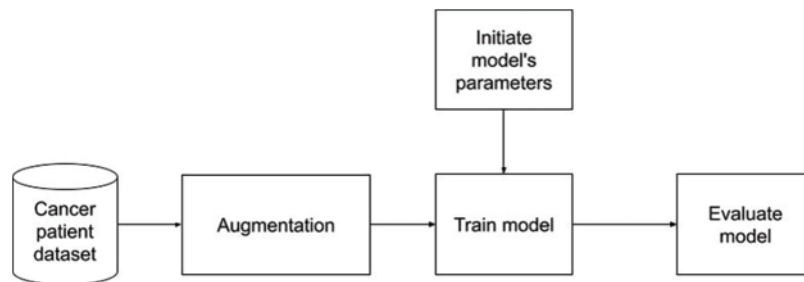 Initiate
model's
parameters
Cancer
patient
dataset
Augmentation
Train model
Evaluate
model